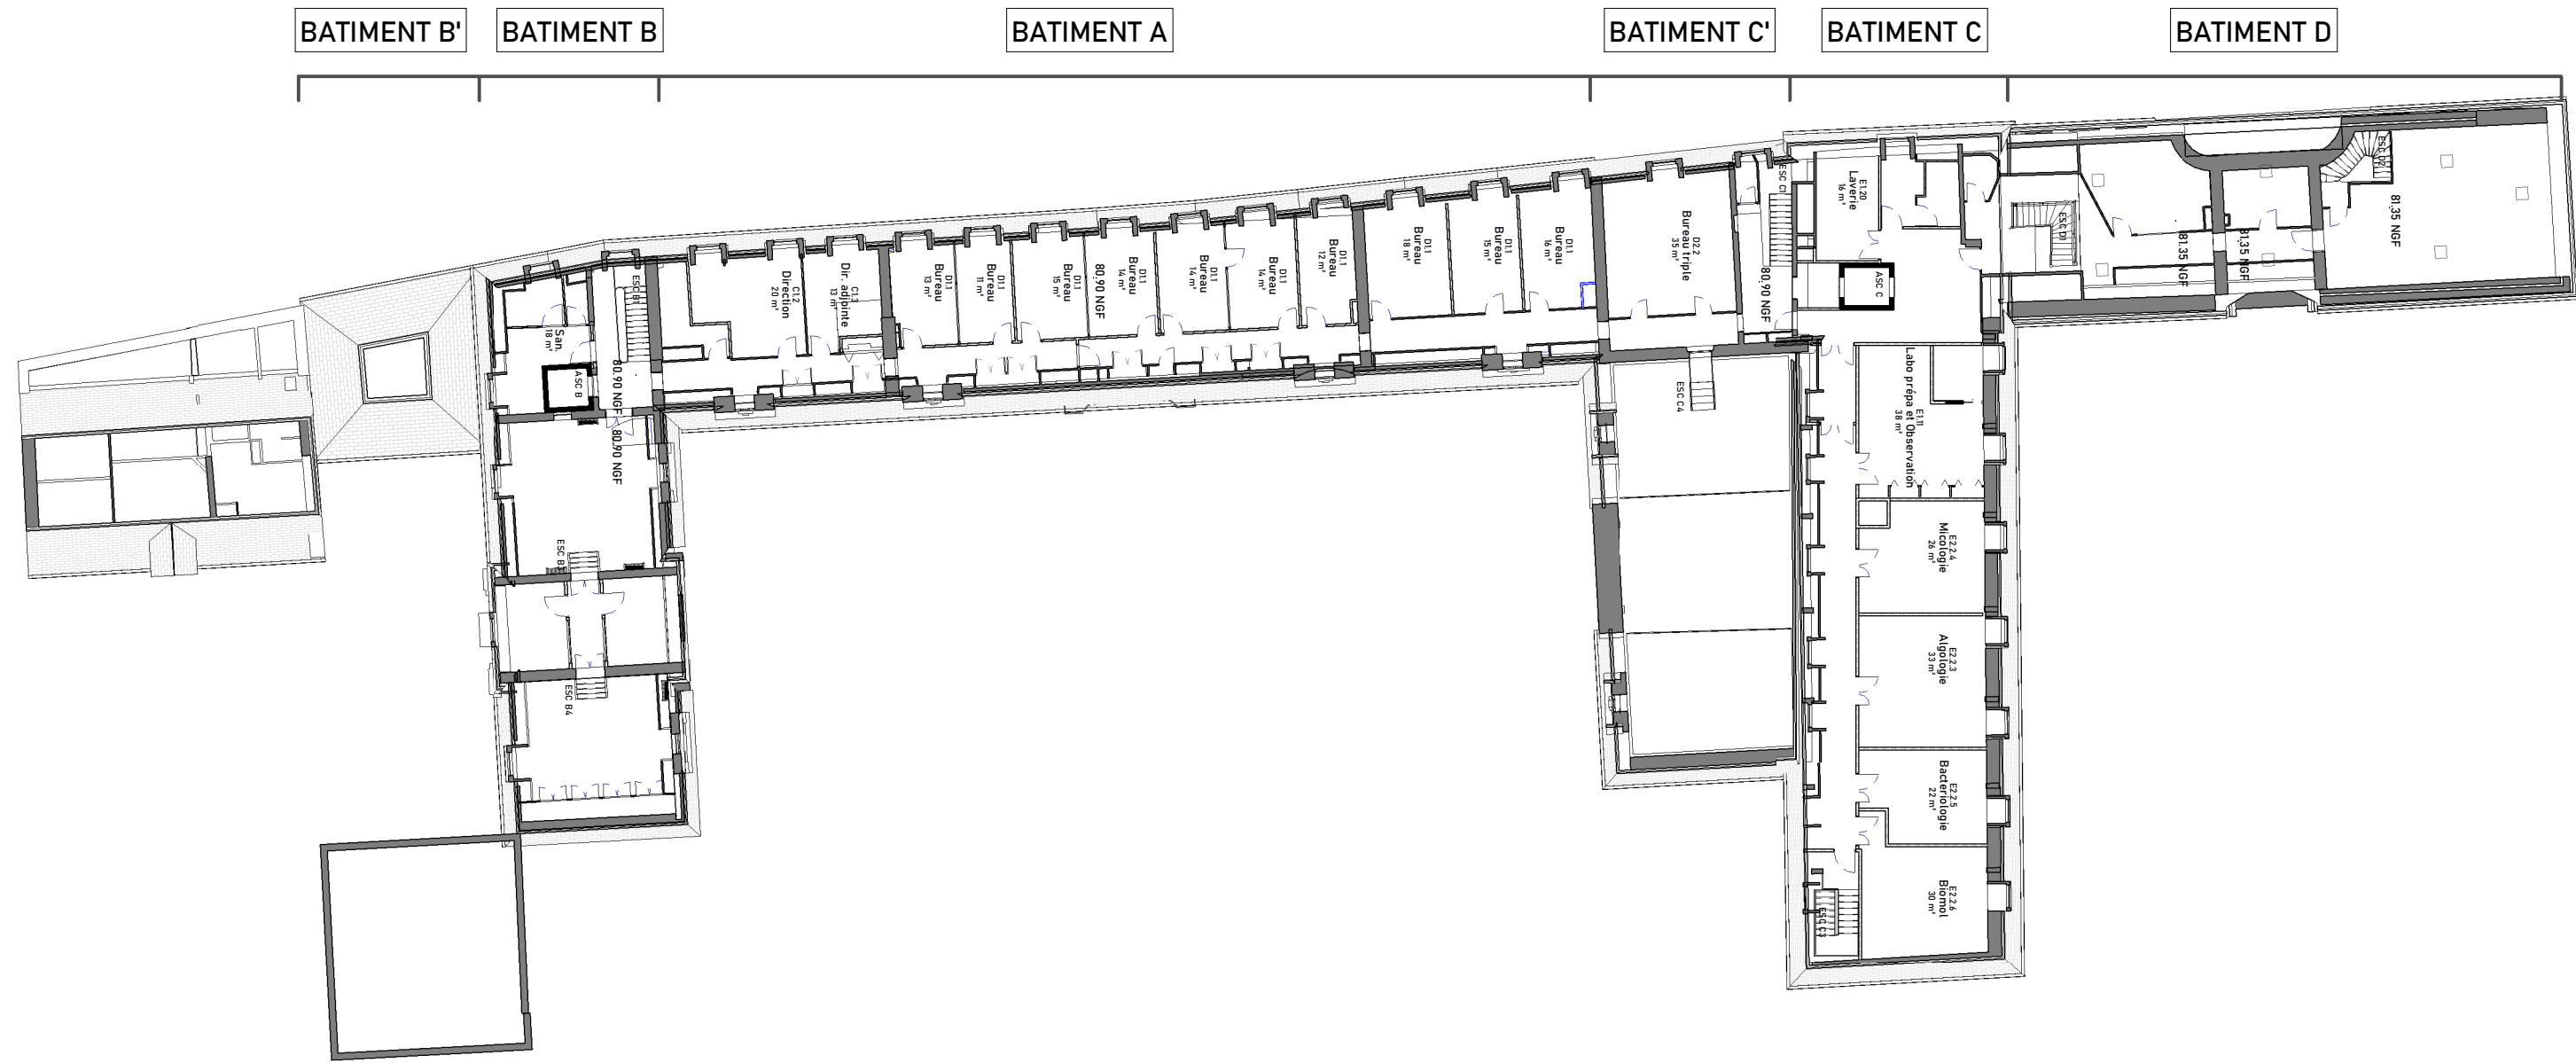 BATIMENT B'
BATIMENT B
BATIMENT A
BATIMENT C'
BATIMENT C
BATIMENT D
San.
18 m²
ASC B
ESC B1
80.90 NGF
80.90 NGF
ESC B4
C1.2
Direction
20 m²
C1.3
Dir. adjointe
13 m²
D1.1
Bureau
13 m²
D1.1
Bureau
11 m²
D1.1
Bureau
15 m²
80.90 NGF
D1.1
Bureau
14 m²
D1.1
Bureau
14 m²
D1.1
Bureau
14 m²
D1.1
Bureau
12 m²
D1.1
Bureau
18 m²
D1.1
Bureau
15 m²
D1.1
Bureau
16 m²
D2.2
Bureau triple
35 m²
ESC C4
80.90 NGF
ESC C1
E1.20
Laverie
16 m²
ASC C
E1.11
Labo prépa et Observation
38 m²
E2.2.4
Micologie
26 m²
E2.2.3
Algologie
33 m²
E2.2.5
Bacteriologie
22 m²
E2.2.6
Biomol
30 m²
ESC C3
ESC D1
81.35 NGF
81.35 NGF
ESC D2
81.35 NGF